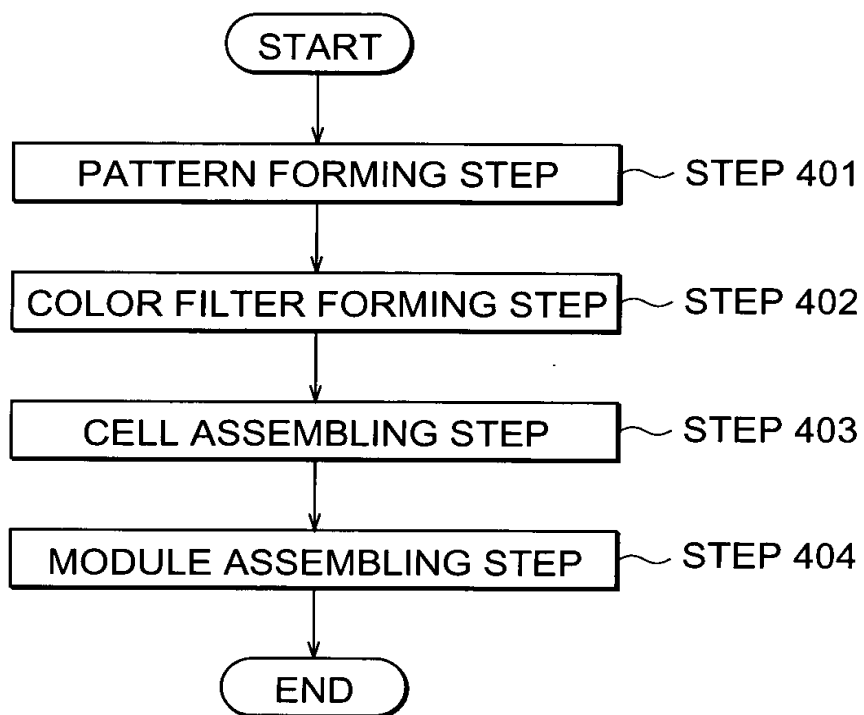 START
PATTERN FORMING STEP STEP 401
COLOR FILTER FORMING STEP STEP 402
CELL ASSEMBLING STEP STEP 403
MODULE ASSEMBLING STEP STEP 404
END